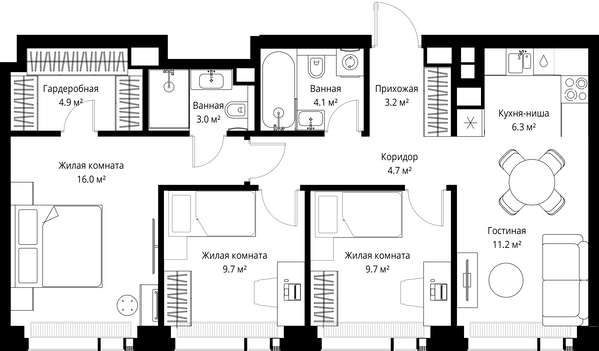 Гардеробная
4.9 м²
Ванная
3.0 м²
Ванная
4.1 м²
Прихожая
3.2 м²
Кухня-ниша
6.3 м²
Жилая комната
16.0 м²
Коридор
4.7 м²
Гостиная
11.2 м²
Жилая комната
9.7 м²
Жилая комната
9.7 м²